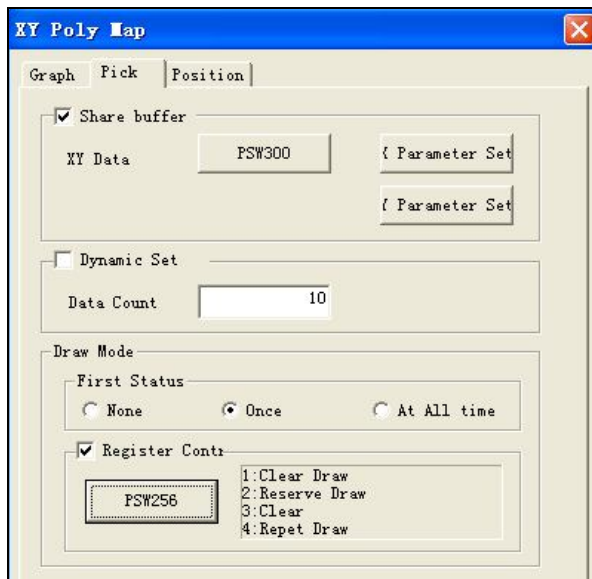 XY Poly Map
Graph Pick Position
Share buffer
XY Data PSW300 X Parameter Set
Y Parameter Set
Dynamic Set
Data Count 10
Draw Mode
First Status
None Once At All time
Register Contr
PSW256
1:Clear Draw
2:Reserve Draw
3:Clear
4:Repet Draw